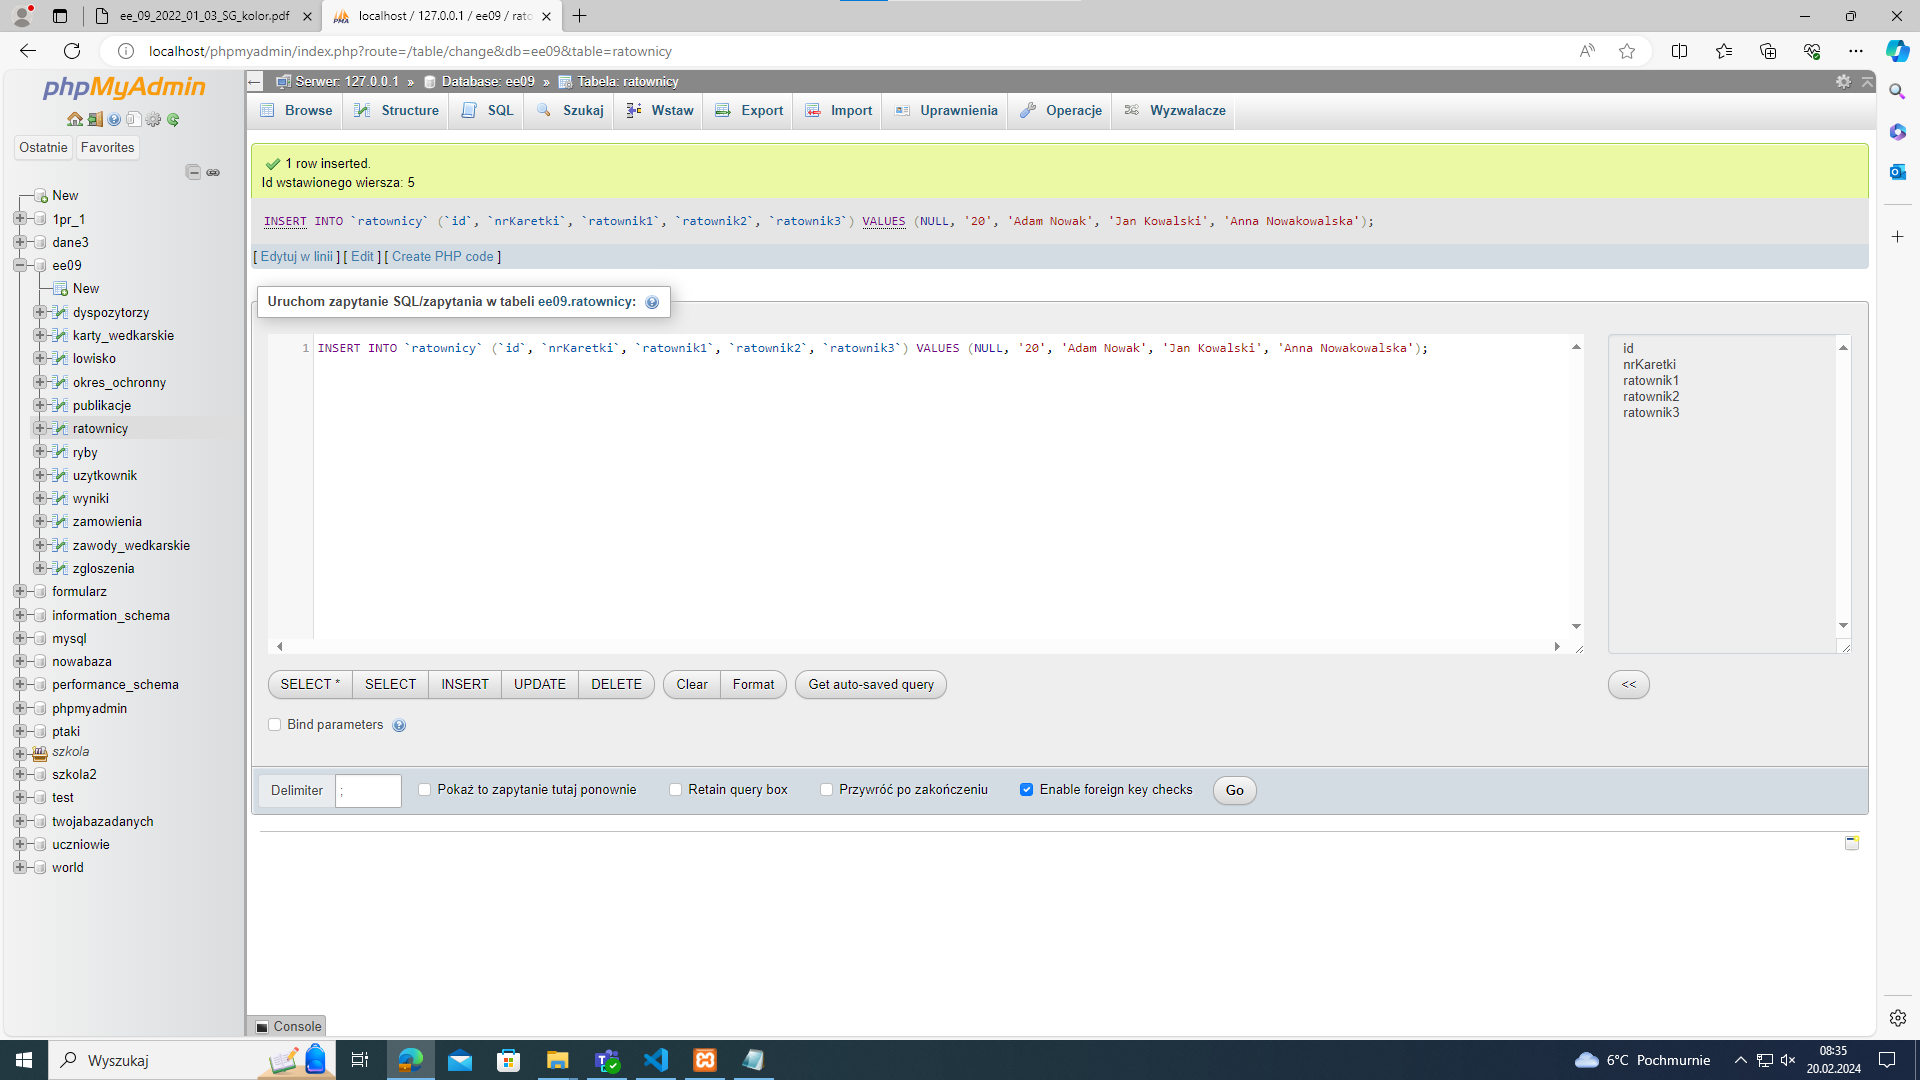 ee_09_2022_01_03_SG_kolor.pdf
localhost / 127.0.0.1 / ee09 / rato
localhost/phpmyadmin/index.php?route=/table/change&db=ee09&table=ratownicy
phpMyAdmin
Ostatnie Favorites
New
1pr_1
dane3
ee09
New
dyspozytorzy
karty_wedkarskie
lowisko
okres_ochronny
publikacje
ratownicy
ryby
uzytkownik
wyniki
zamowienia
zawody_wedkarskie
zgloszenia
formularz
information_schema
mysql
nowabaza
performance_schema
phpmyadmin
ptaki
szkola
szkola2
test
twojabazadanych
uczniowie
world
Serwer: 127.0.0.1 » Database: ee09 » Tabela: ratownicy
Browse Structure SQL Szukaj Wstaw Export Import Uprawnienia Operacje Wyzwalacze
1 row inserted.
Id wstawionego wiersza: 5
INSERT INTO `ratownicy` (`id`, `nrKaretki`, `ratownik1`, `ratownik2`, `ratownik3`) VALUES (NULL, '20', 'Adam Nowak', 'Jan Kowalski', 'Anna Nowakowalska');
[ Edytuj w linii ] [ Edit ] [ Create PHP code ]
Uruchom zapytanie SQL/zapytania w tabeli ee09.ratownicy:
1 INSERT INTO `ratownicy` (`id`, `nrKaretki`, `ratownik1`, `ratownik2`, `ratownik3`) VALUES (NULL, '20', 'Adam Nowak', 'Jan Kowalski', 'Anna Nowakowalska');
id
nrKaretki
ratownik1
ratownik2
ratownik3
SELECT * SELECT INSERT UPDATE DELETE Clear Format Get auto-saved query <<
Bind parameters
Delimiter ; Pokaż to zapytanie tutaj ponownie Retain query box Przywróć po zakończeniu Enable foreign key checks Go
Console
Wyszukaj
6°C Pochmurnie
08:35
20.02.2024